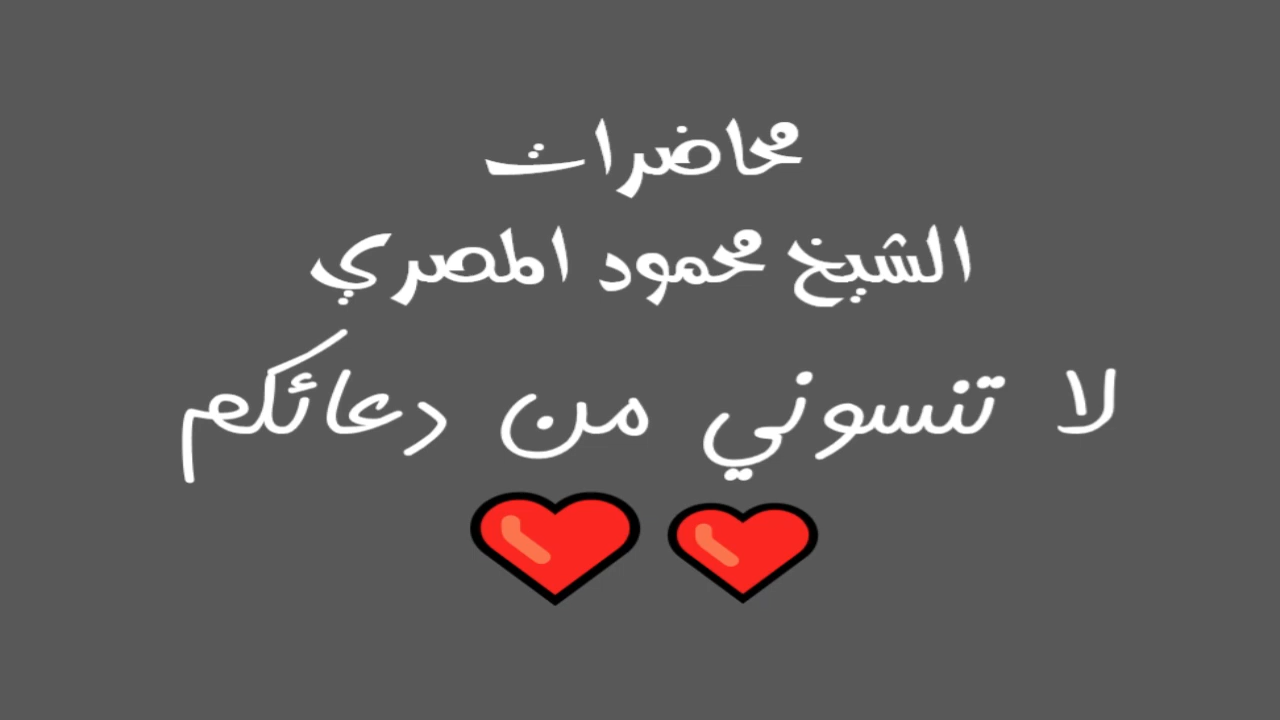 محاضرات
الشيخ محمود المصري
لا تنسوني من دعائكم